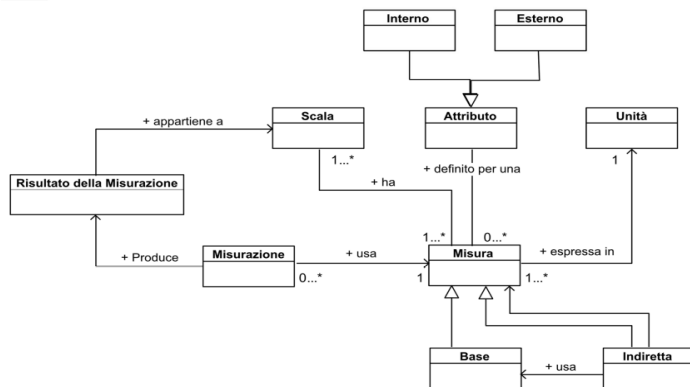 Interno
Esterno
Scala
Attributo
Unità
+ appartiene a
1...*
+ definito per una
1
Risultato della Misurazione
+ ha
1...*
0...*
+ Produce
Misurazione
+ usa
Misura
+ espressa in
0...*
1
1...*
Base
+ usa
Indiretta